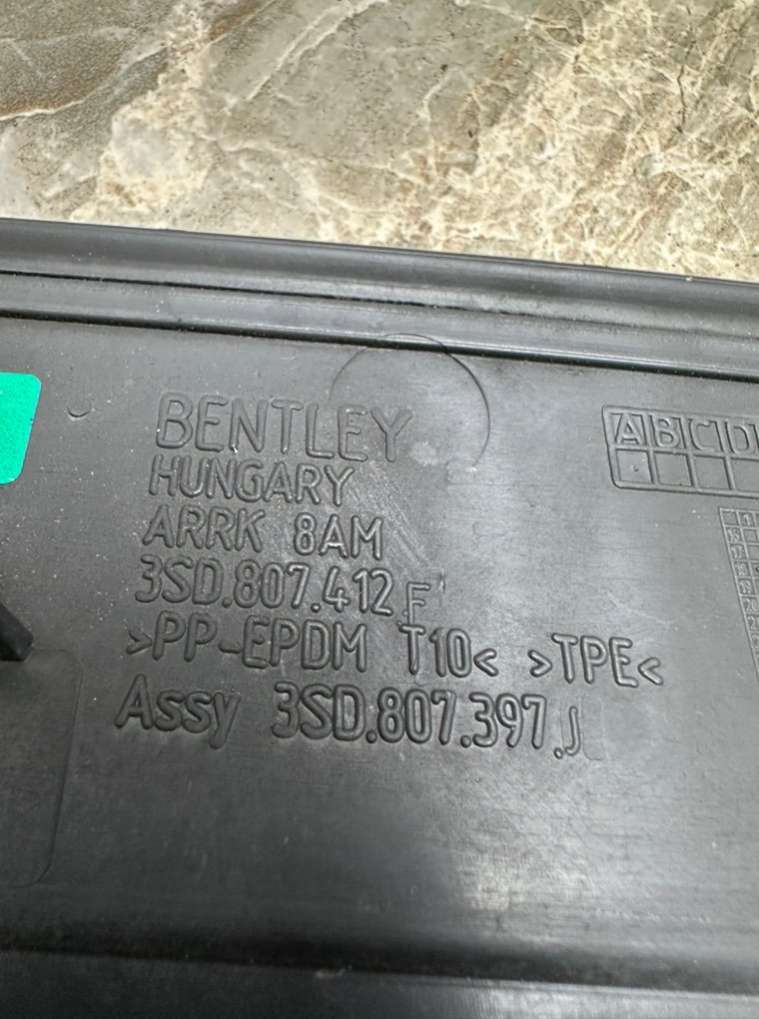 BENTLEY
HUNGARY
ARRK 8AM
3SD.807.412.F
>PP-EPDM T10< >TPE<
Assy 3SD.807.397.J
A B C D